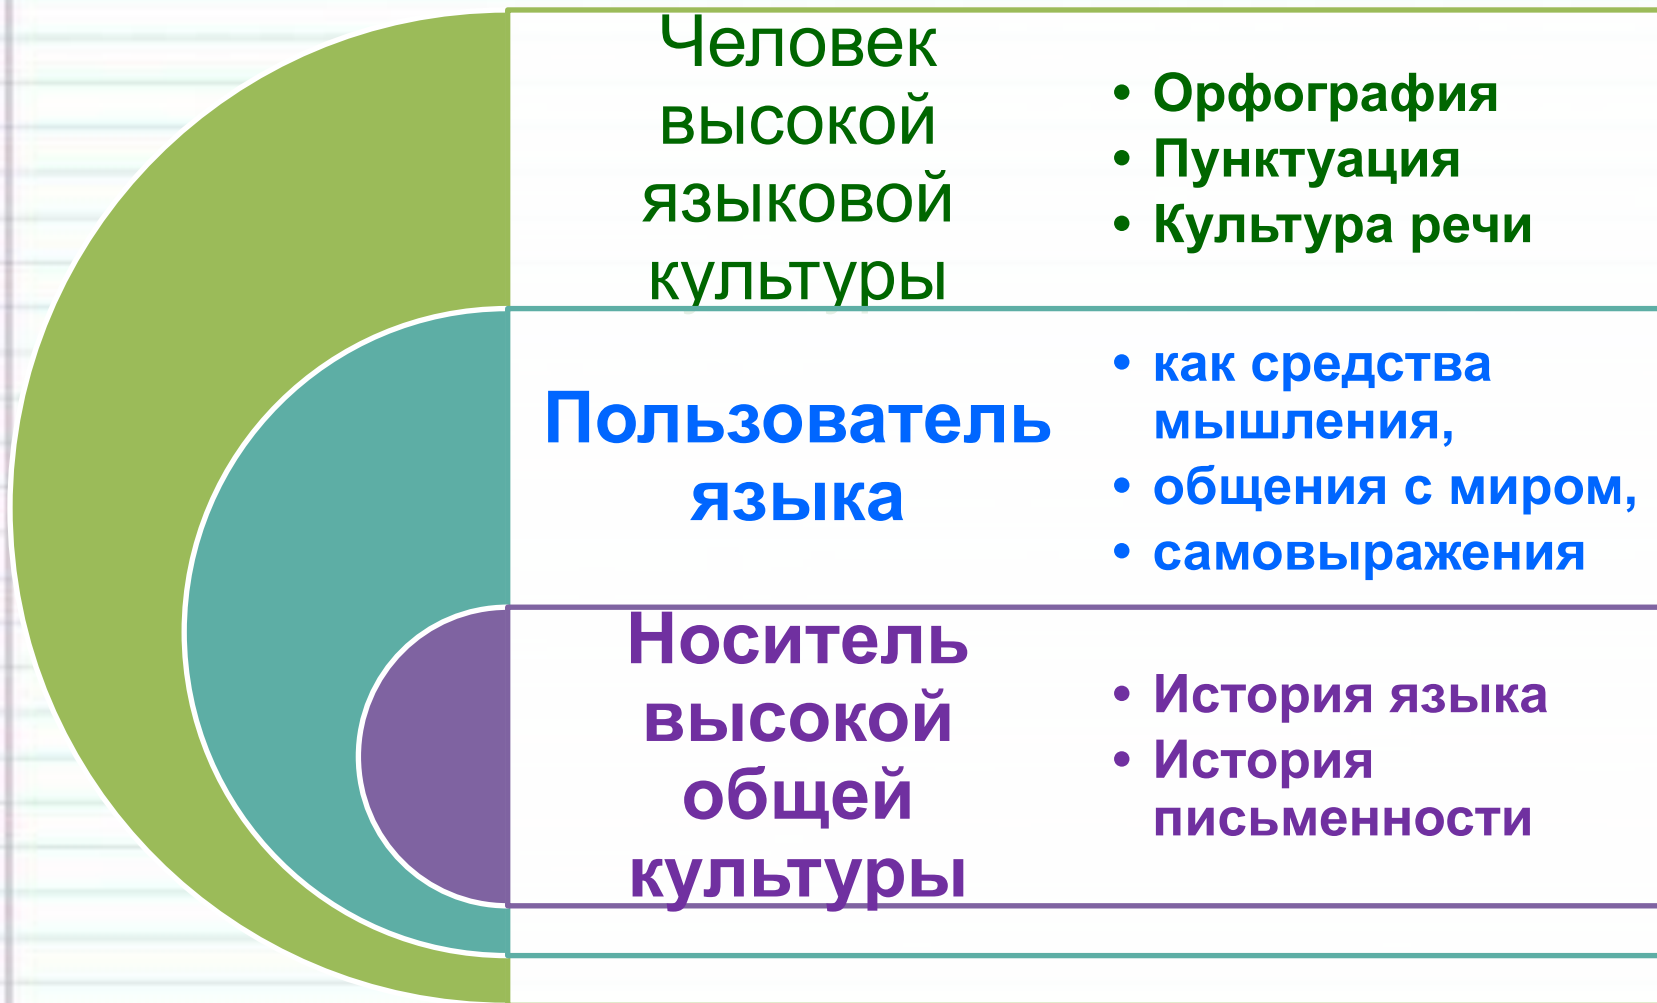 Человек
высокой
языковой
культуры
• Орфография
• Пунктуация
• Культура речи
Пользователь
языка
• как средства
мышления,
• общения с миром,
• самовыражения
Носитель
высокой
общей
культуры
• История языка
• История
письменности